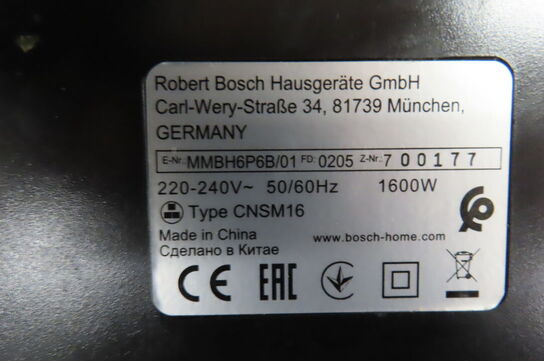 Robert Bosch Hausgeräte GmbH
Carl-Wery-Straße 34, 81739 München,
GERMANY
E-Nr. MMBH6P6B/01 FD: 0205 Z-Nr. 700177
220-240V~ 50/60Hz 1600W
Type CNSM16
Made in China
Сделано в Китае
www.bosch-home.com
CE EAC